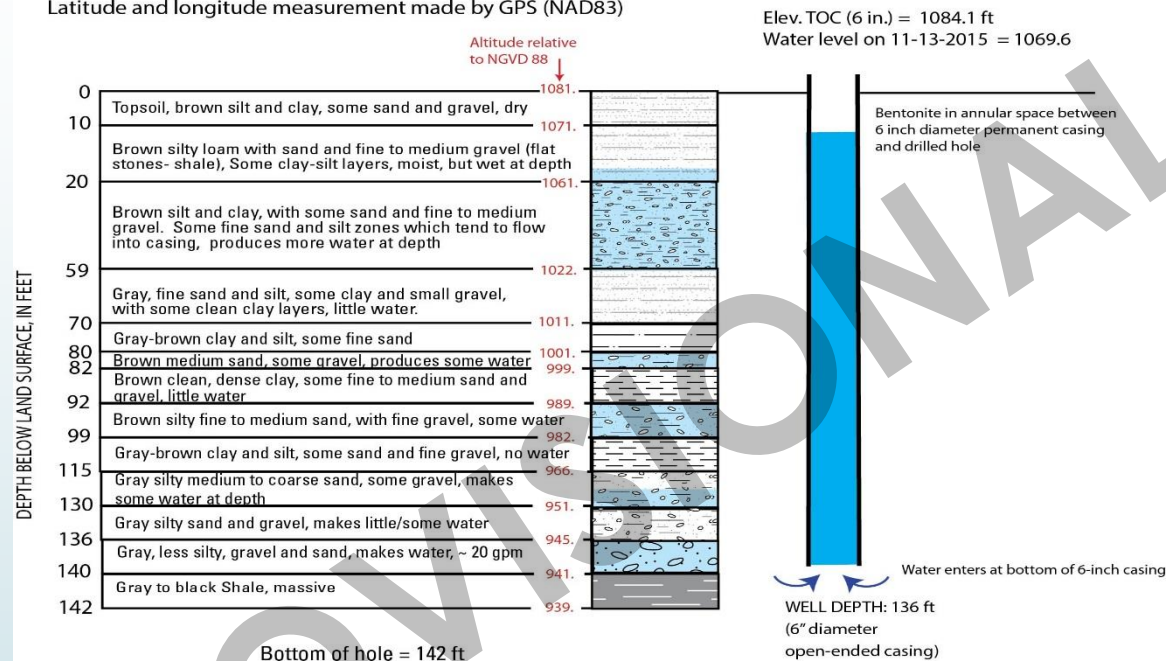 Latitude and longitude measurement made by GPS (NAD83)
Elev. TOC (6 in.) = 1084.1 ft
Water level on 11-13-2015 = 1069.6
Altitude relative
to NGVD 88
DEPTH BELOW LAND SURFACE, IN FEET
0
1081.
Topsoil, brown silt and clay, some sand and gravel, dry
10
1071.
Brown silty loam with sand and fine to medium gravel (flat
stones- shale), Some clay-silt layers, moist, but wet at depth
20
1061.
Brown silt and clay, with some sand and fine to medium
gravel. Some fine sand and silt zones which tend to flow
into casing, produces more water at depth
59
1022.
Gray, fine sand and silt, some clay and small gravel,
with some clean clay layers, little water.
70
1011.
Gray-brown clay and silt, some fine sand
80
1001.
Brown medium sand, some gravel, produces some water
82
999.
Brown clean, dense clay, some fine to medium sand and
gravel, little water
92
989.
Brown silty fine to medium sand, with fine gravel, some water
99
982.
Gray-brown clay and silt, some sand and fine gravel, no water
115
966.
Gray silty medium to coarse sand, some gravel, makes
some water at depth
130
951.
Gray silty sand and gravel, makes little/some water
136
945.
Gray, less silty, gravel and sand, makes water, ~ 20 gpm
140
941.
Gray to black Shale, massive
142
939.
Bottom of hole = 142 ft
Bentonite in annular space between
6 inch diameter permanent casing
and drilled hole
Water enters at bottom of 6-inch casing
WELL DEPTH: 136 ft
(6" diameter
open-ended casing)
OVISIONAL